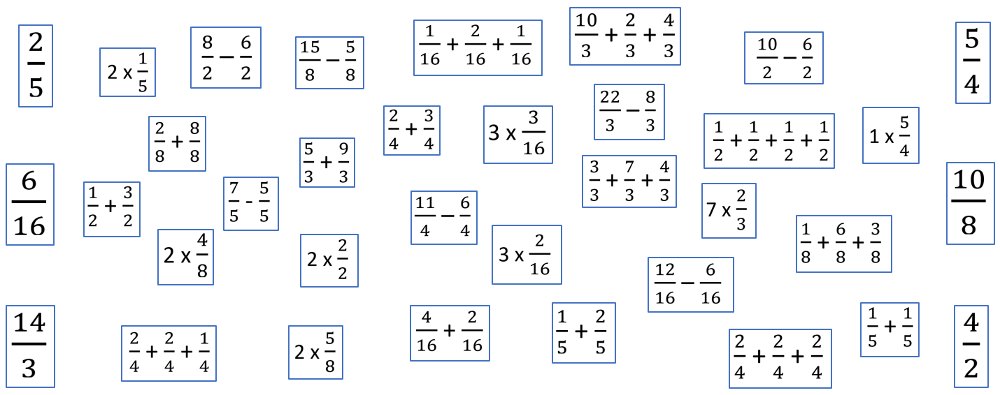 2/5
2 x 1/5
8/2 − 6/2
15/8 − 5/8
1/16 + 2/16 + 1/16
10/3 + 2/3 + 4/3
10/2 − 6/2
5/4
2/8 + 8/8
5/3 + 9/3
2/4 + 3/4
3 x 3/16
22/3 − 8/3
1/2 + 1/2 + 1/2 + 1/2
1 x 5/4
6/16
1/2 + 3/2
7/5 - 5/5
11/4 − 6/4
3/3 + 7/3 + 4/3
7 x 2/3
10/8
2 x 4/8
2 x 2/2
3 x 2/16
12/16 − 6/16
1/8 + 6/8 + 3/8
14/3
2/4 + 2/4 + 1/4
2 x 5/8
4/16 + 2/16
1/5 + 2/5
2/4 + 2/4 + 2/4
1/5 + 1/5
4/2